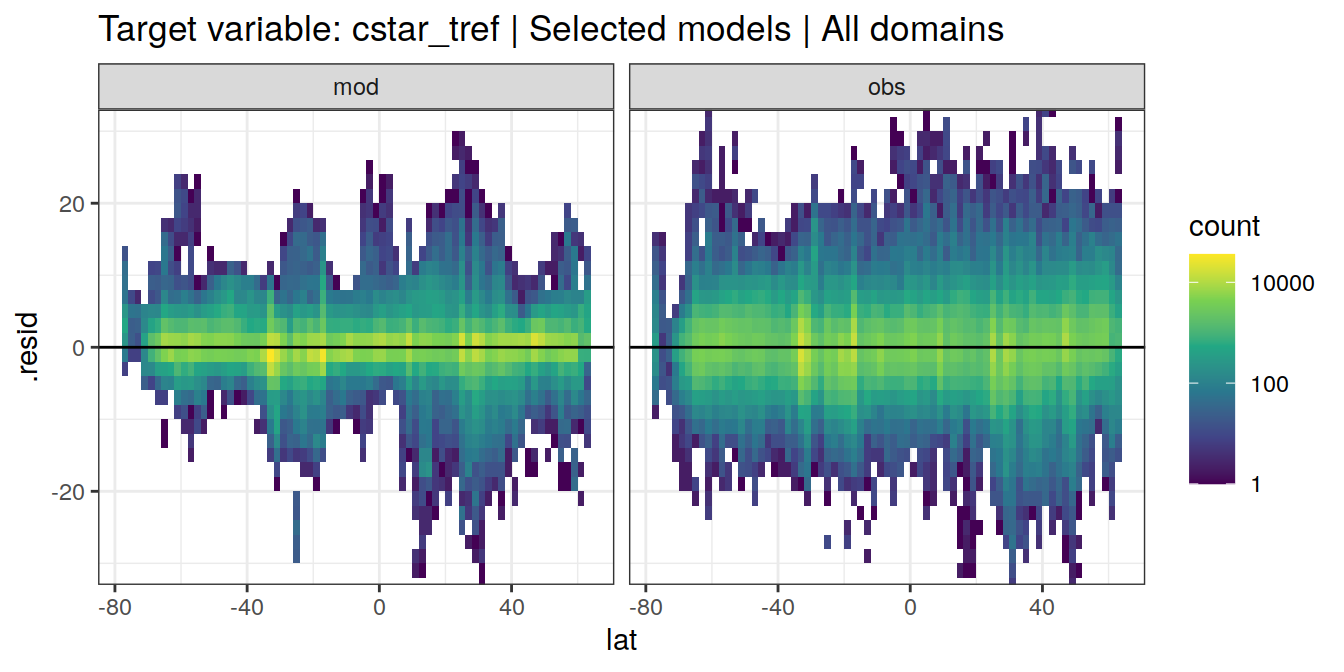 Target variable: cstar_tref | Selected models | All domains
mod
obs
.resid
20
0
-20
-80
-40
0
40
-80
-40
0
40
lat
count
10000
100
1